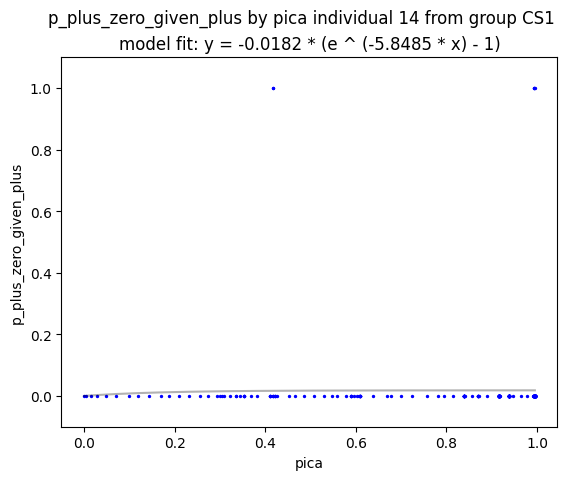 p_plus_zero_given_plus by pica individual 14 from group CS1
model fit: y = -0.0182 * (e ^ (-5.8485 * x) - 1)
1.0
0.8
0.6
0.4
0.2
0.0
p_plus_zero_given_plus
0.0 0.2 0.4 0.6 0.8 1.0
pica